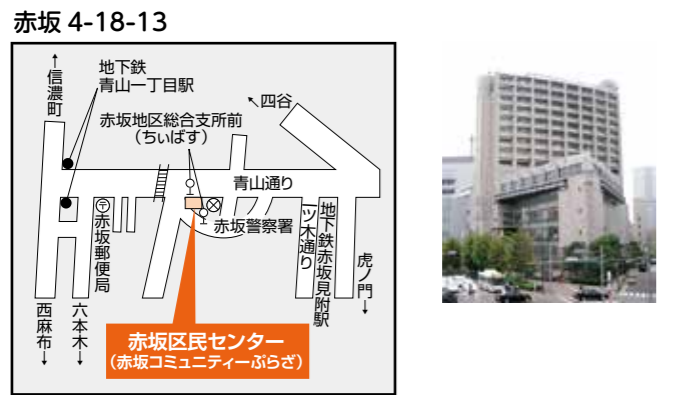 赤坂 4-18-13
↑信濃町
地下鉄
青山一丁目駅
↖四谷
赤坂地区総合支所前
（ちぃばす）
青山通り
赤坂郵便局
赤坂警察署
一ツ木通り
地下鉄赤坂見附駅
虎ノ門→
西麻布→
六本木→
赤坂区民センター
（赤坂コミュニティーぷらざ）